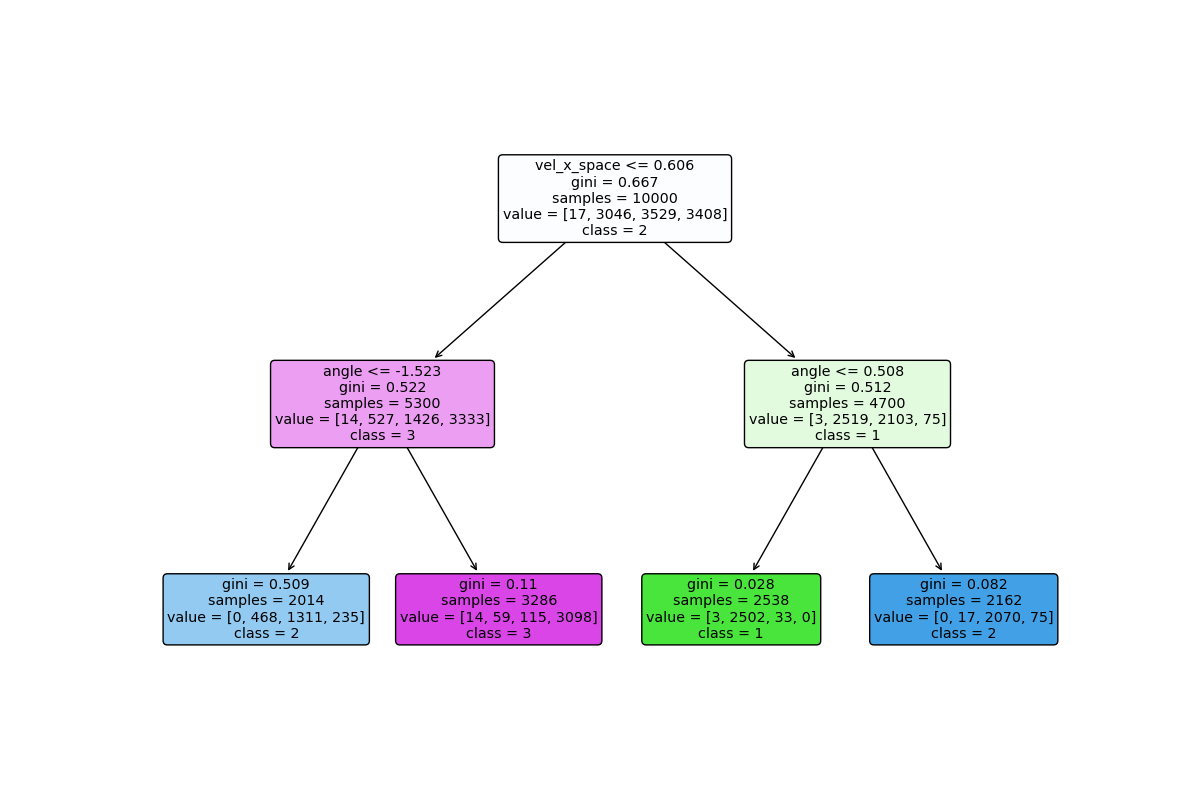 vel_x_space <= 0.606
gini = 0.667
samples = 10000
value = [17, 3046, 3529, 3408]
class = 2
angle <= -1.523
gini = 0.522
samples = 5300
value = [14, 527, 1426, 3333]
class = 3
angle <= 0.508
gini = 0.512
samples = 4700
value = [3, 2519, 2103, 75]
class = 1
gini = 0.509
samples = 2014
value = [0, 468, 1311, 235]
class = 2
gini = 0.11
samples = 3286
value = [14, 59, 115, 3098]
class = 3
gini = 0.028
samples = 2538
value = [3, 2502, 33, 0]
class = 1
gini = 0.082
samples = 2162
value = [0, 17, 2070, 75]
class = 2